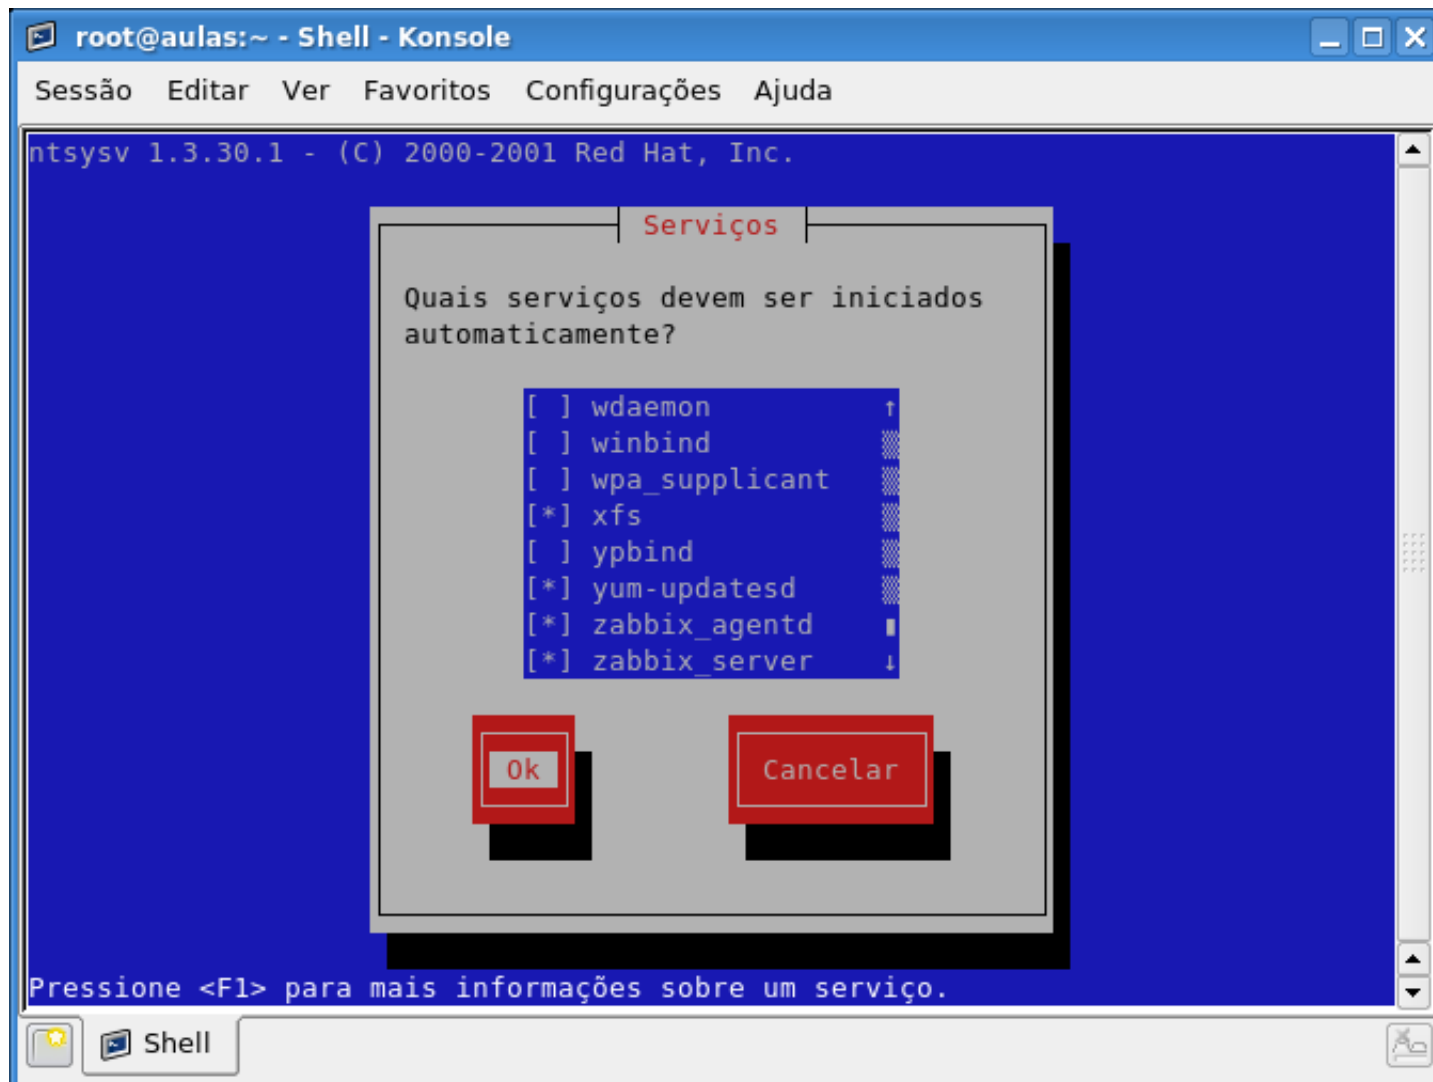 root@aulas:~ - Shell - Konsole
Sessão Editar Ver Favoritos Configurações Ajuda
ntsysv 1.3.30.1 - (C) 2000-2001 Red Hat, Inc.
Serviços
Quais serviços devem ser iniciados
automaticamente?
[ ] wdaemon ↑
[ ] winbind
[ ] wpa_supplicant
[*] xfs
[ ] ypbind
[*] yum-updatesd
[*] zabbix_agentd
[*] zabbix_server ↓
Ok Cancelar
Pressione <F1> para mais informações sobre um serviço.
Shell